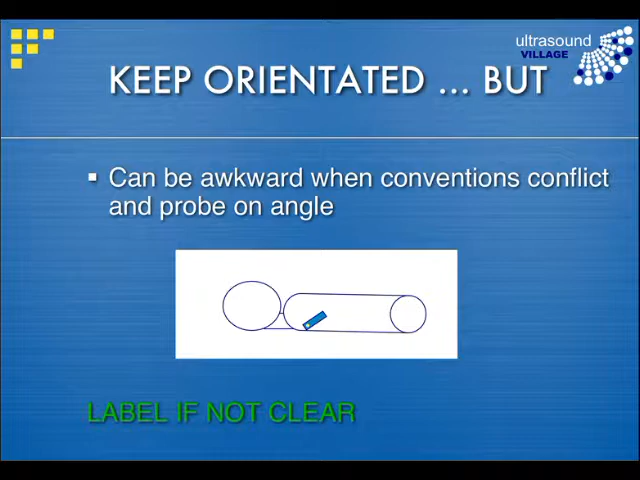 ultrasound
VILLAGE
KEEP ORIENTATED ... BUT
▪ Can be awkward when conventions conflict
and probe on angle
LABEL IF NOT CLEAR